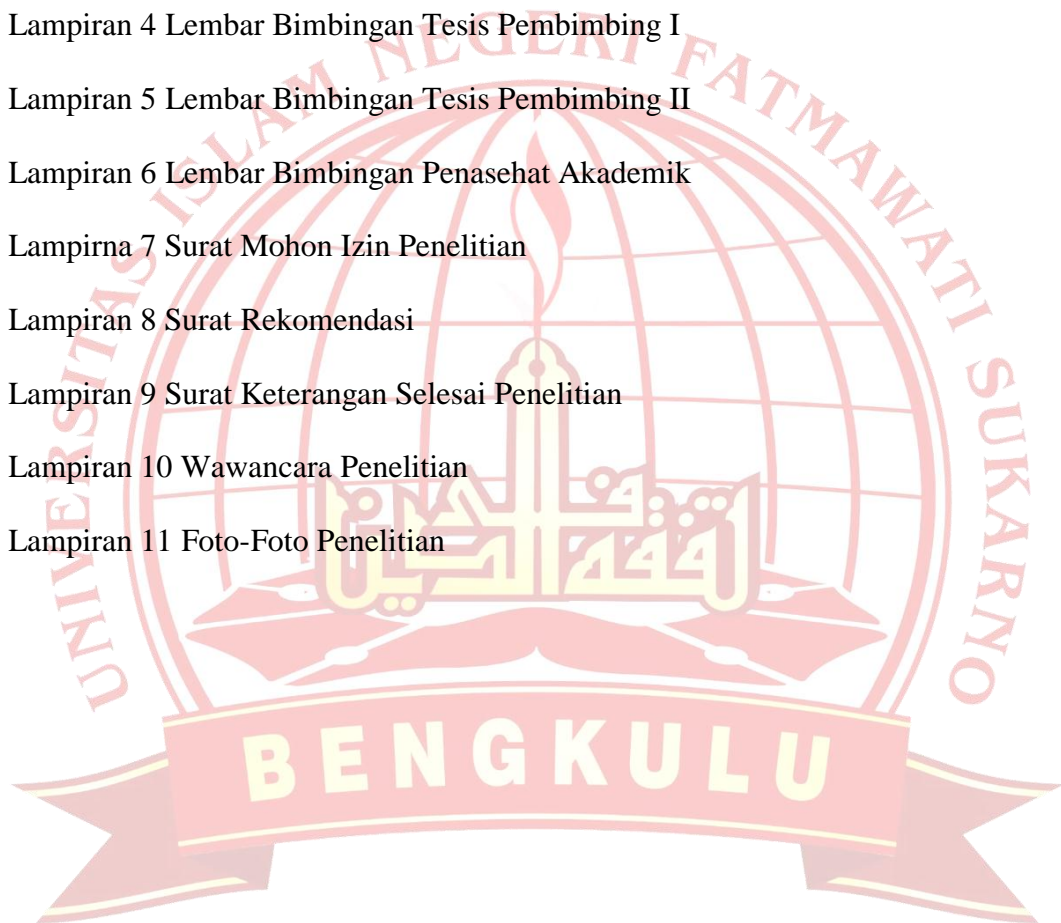 Lampiran 4 Lembar Bimbingan Tesis Pembimbing I
Lampiran 5 Lembar Bimbingan Tesis Pembimbing II
Lampiran 6 Lembar Bimbingan Penasehat Akademik
Lampirna 7 Surat Mohon Izin Penelitian
Lampiran 8 Surat Rekomendasi
Lampiran 9 Surat Keterangan Selesai Penelitian
Lampiran 10 Wawancara Penelitian
Lampiran 11 Foto-Foto Penelitian
UNIVERSITAS ISLAM NEGERI FATMAWATI SUKARNO
BENGKULU